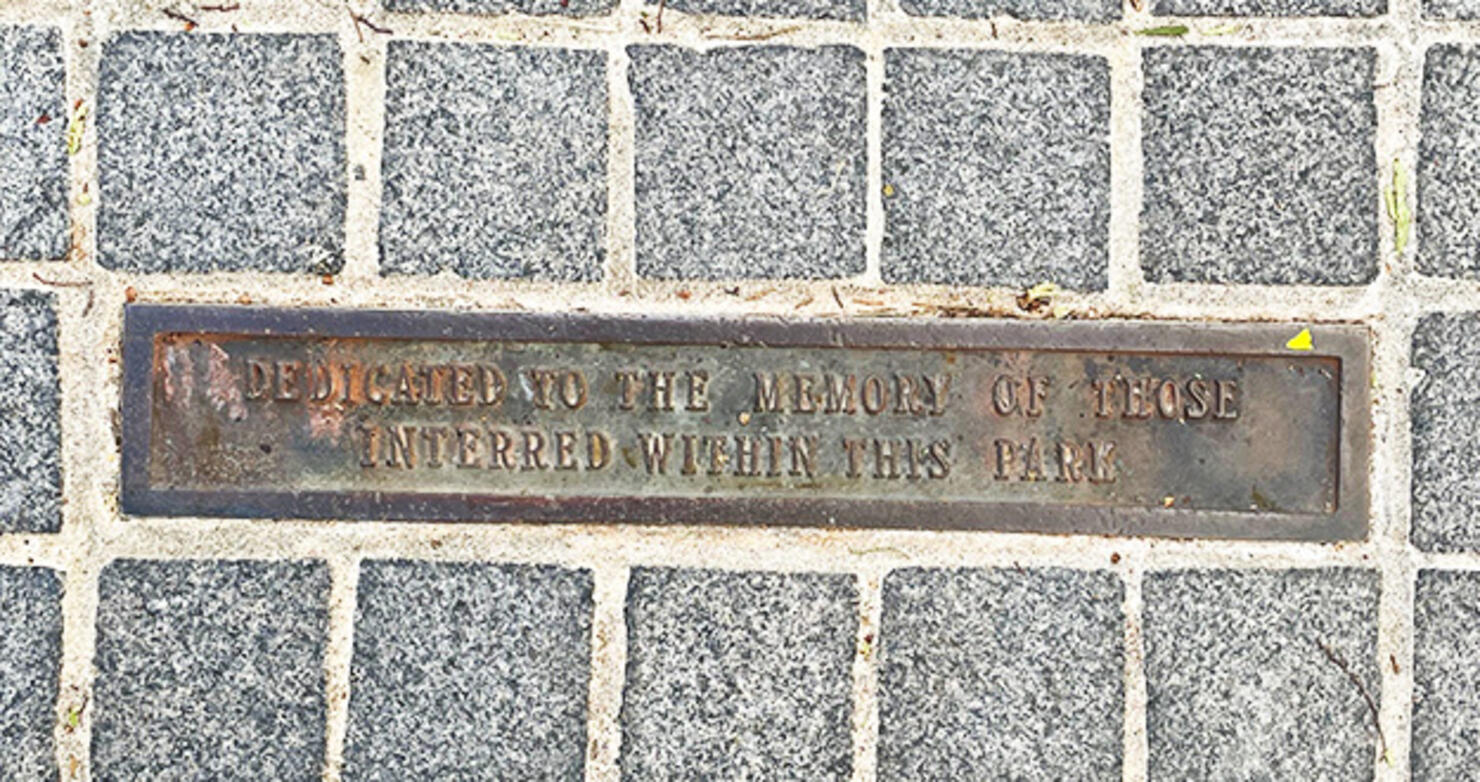 DEDICATED TO THE MEMORY OF THOSE
INTERRED WITHIN THIS PARK